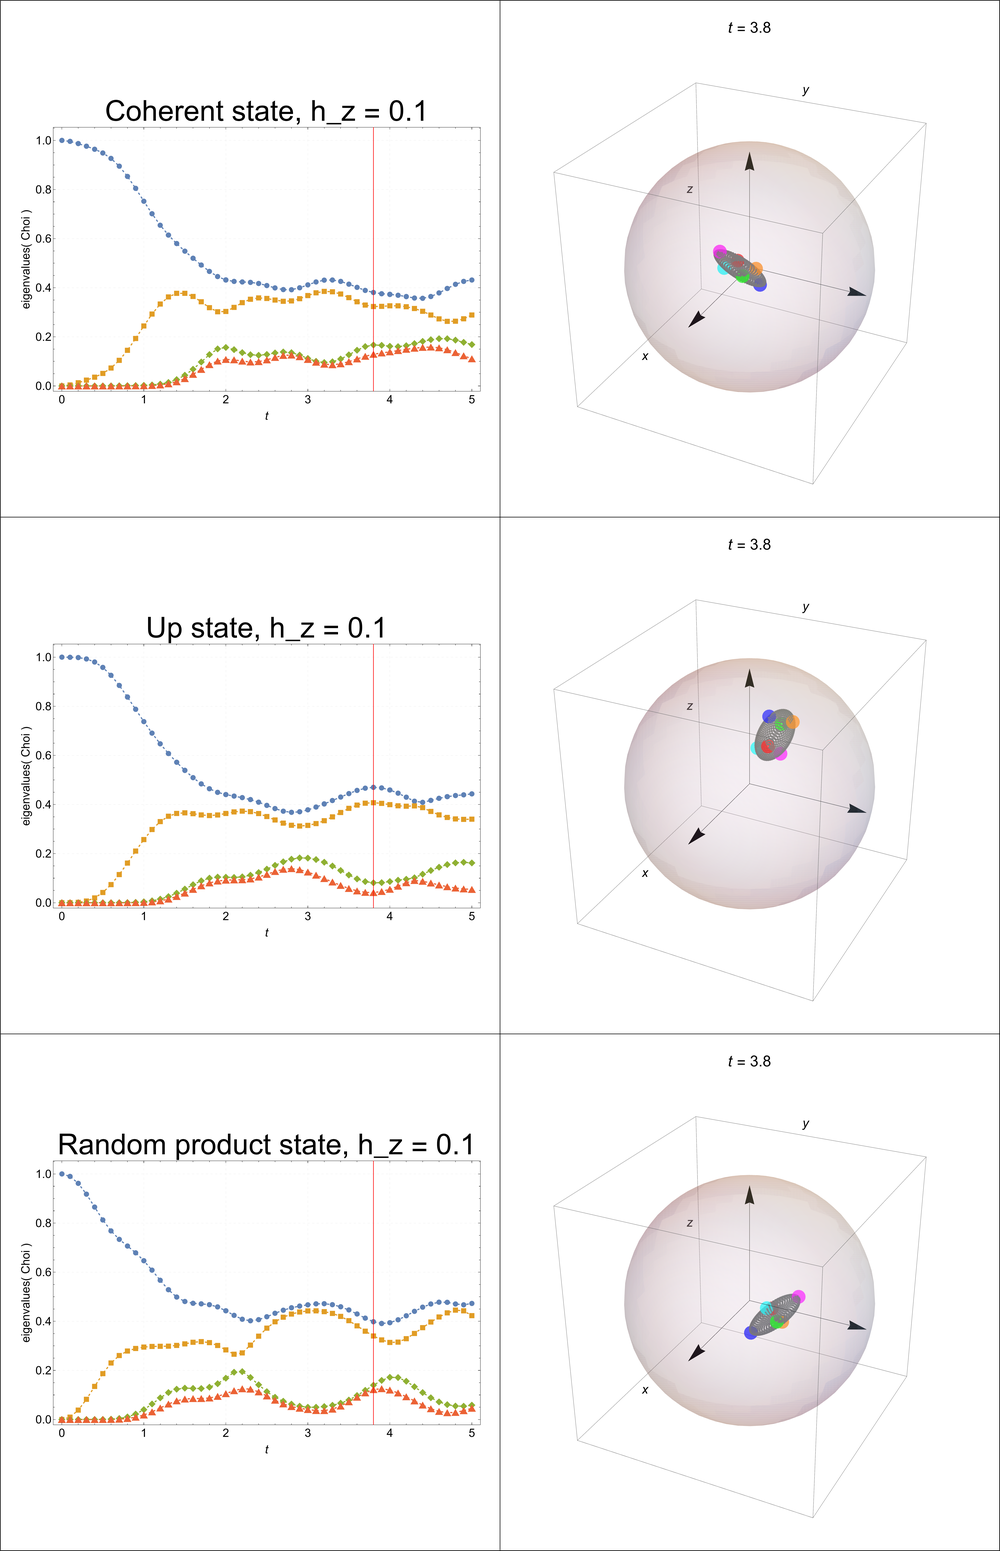 t = 3.8
Coherent state, h_z = 0.1
eigenvalues( Choi )
1.0
0.8
0.6
0.4
0.2
0.0
0 1 2 3 4 5
t
y
z
x
t = 3.8
Up state, h_z = 0.1
eigenvalues( Choi )
1.0
0.8
0.6
0.4
0.2
0.0
0 1 2 3 4 5
t
y
z
x
t = 3.8
Random product state, h_z = 0.1
eigenvalues( Choi )
1.0
0.8
0.6
0.4
0.2
0.0
0 1 2 3 4 5
t
y
z
x